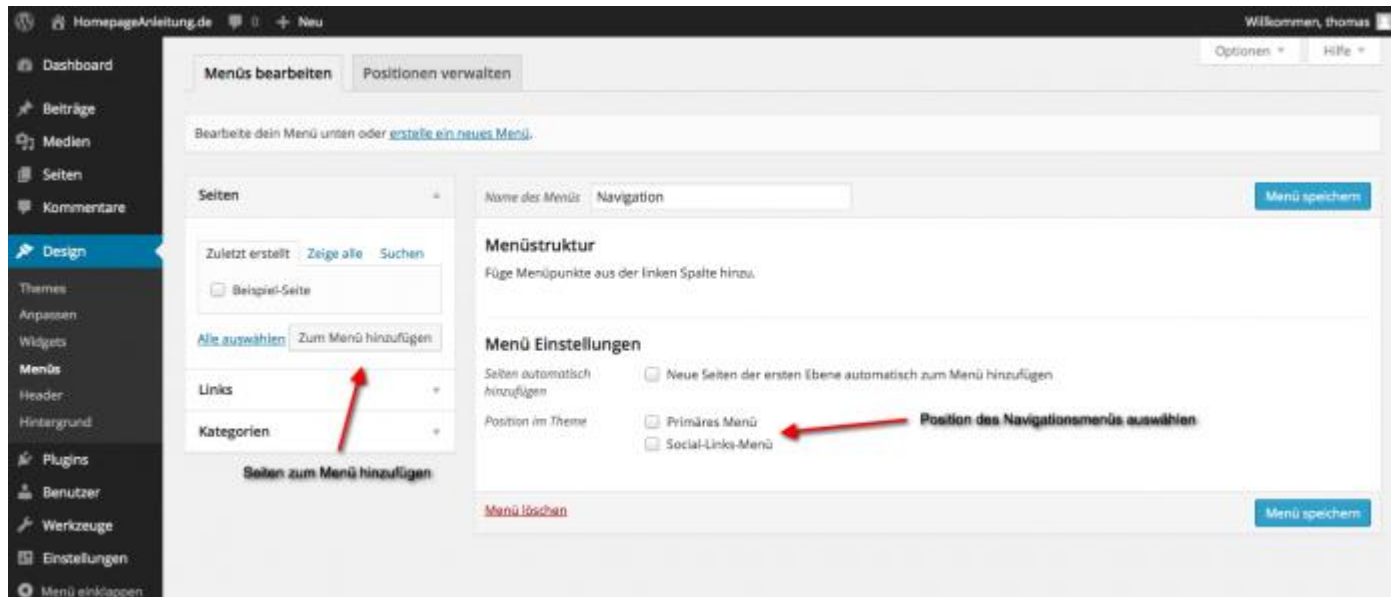 HomepageAnleitung.de 0 + Neu Willkommen, thomas
Optionen Hilfe
Dashboard
Beiträge
Medien
Seiten
Kommentare
Design
Themes
Anpassen
Widgets
Menüs
Header
Hintergrund
Plugins
Benutzer
Werkzeuge
Einstellungen
Menü einklappen
Menüs bearbeiten Positionen verwalten
Bearbeite dein Menü unten oder erstelle ein neues Menü.
Seiten
Zuletzt erstellt Zeige alle Suchen
Beispiel-Seite
Alle auswählen Zum Menü hinzufügen
Links
Kategorien
Seiten zum Menü hinzufügen
Name des Menüs Navigation Menü speichern
Menüstruktur
Füge Menüpunkte aus der linken Spalte hinzu.
Menü Einstellungen
Seiten automatisch
hinzufügen
Neue Seiten der ersten Ebene automatisch zum Menü hinzufügen
Position im Theme
Primäres Menü
Social-Links-Menü
Position des Navigationsmenüs auswählen
Menü löschen Menü speichern